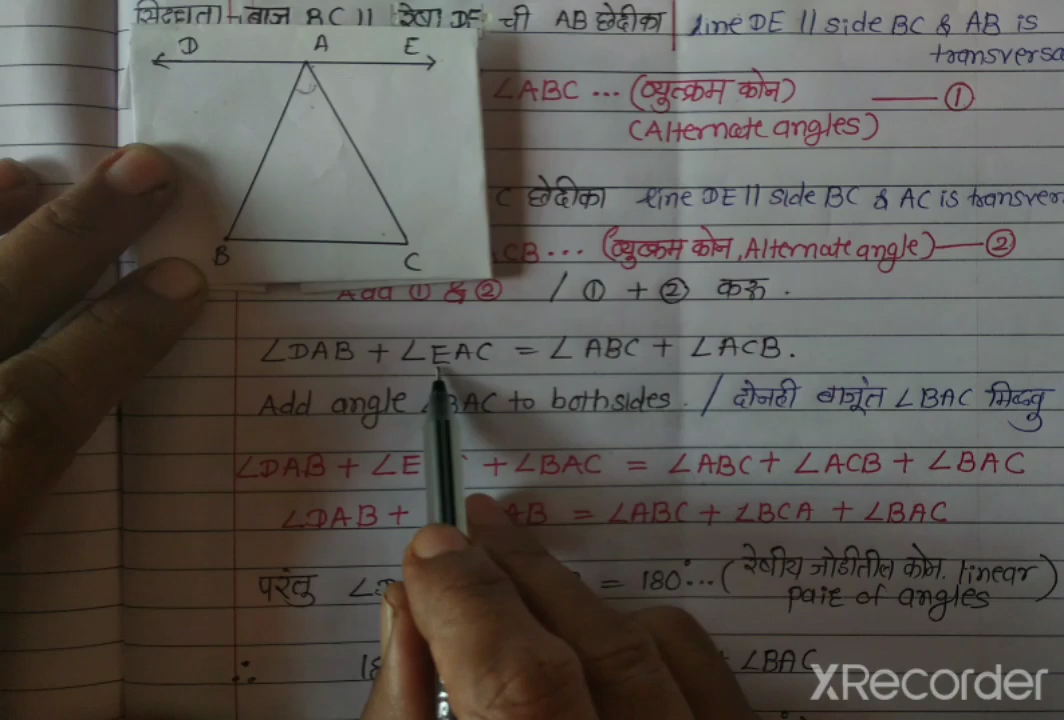 सिद्धता - बाजू BC || रेषा DE ची AB छेदीका | line DE || side BC & AB is
transversa
D A E
∠ABC ... (व्युत्क्रम कोन) —— ①
(Alternate angles)
C छेदीका line DE || side BC & AC is transver
B C
CB ... (व्युत्क्रम कोन, Alternate angle) — ②
Add ① & ② / ① + ② करू.
∠DAB + ∠EAC = ∠ABC + ∠ACB.
Add angle ∠BAC to both sides. / दोनही बाजूंत ∠BAC मिळवु
∠DAB + ∠E + ∠BAC = ∠ABC + ∠ACB + ∠BAC
∠DAB + AB = ∠ABC + ∠BCA + ∠BAC
परंतु = 180° ... (रेषीय जोडीतील कोन. linear
pair of angles)
∴ 18 ∠BAC
XRecorder